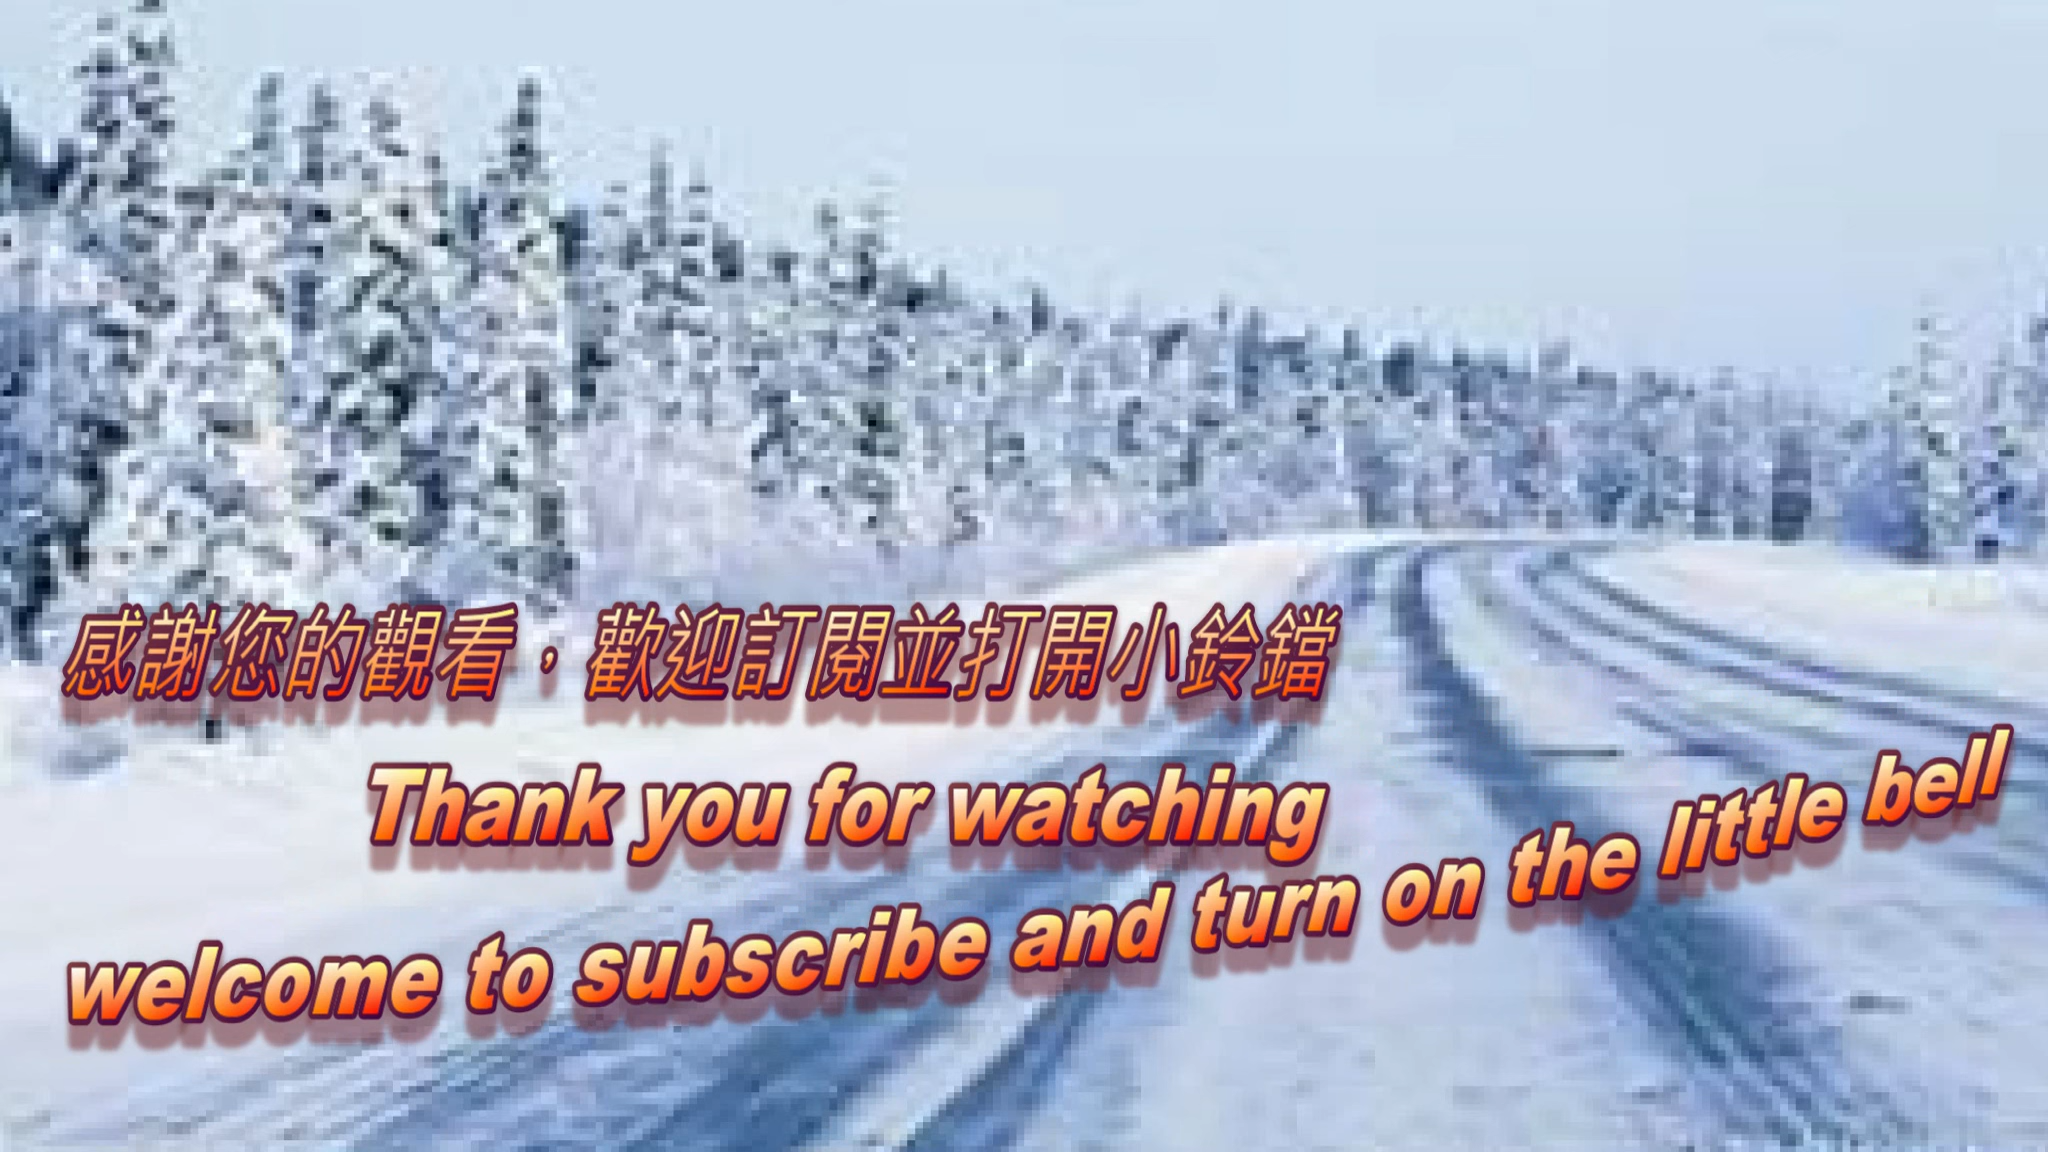 感謝您的觀看，歡迎訂閱並打開小鈴鐺
Thank you for watching
welcome to subscribe and turn on the little bell